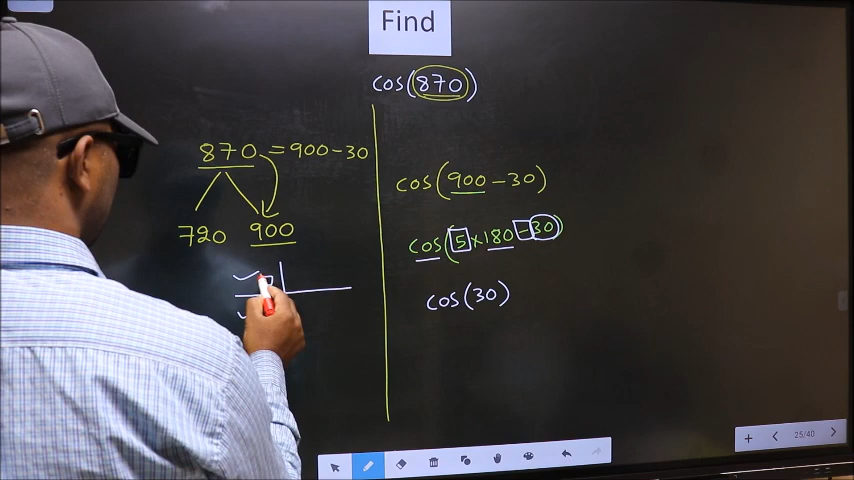 Find
cos(870)
870 = 900-30
720 900
cos(900-30)
cos(5×180-30)
cos(30)
25/40